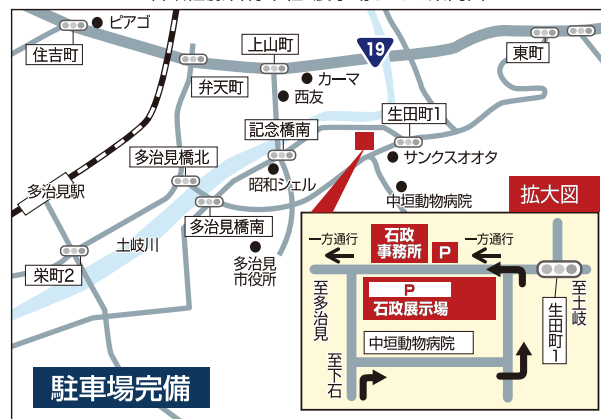 ピアゴ
住吉町
上山町
19
東町
カーマ
弁天町
西友
生田町1
記念橋南
多治見橋北
サンクスオオタ
昭和シェル
多治見駅
中垣動物病院
多治見橋南
土岐川
多治見
市役所
栄町2
駐車場完備
拡大図
一方通行
石政
事務所
P
一方通行
P
石政展示場
至多治見
至土岐
生田町1
中垣動物病院
至下石